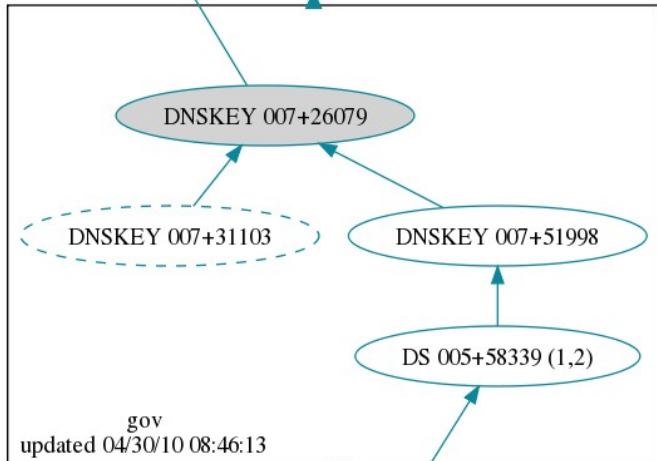 DNSKEY 007+26079
DNSKEY 007+31103
DNSKEY 007+51998
DS 005+58339 (1,2)
gov
updated 04/30/10 08:46:13